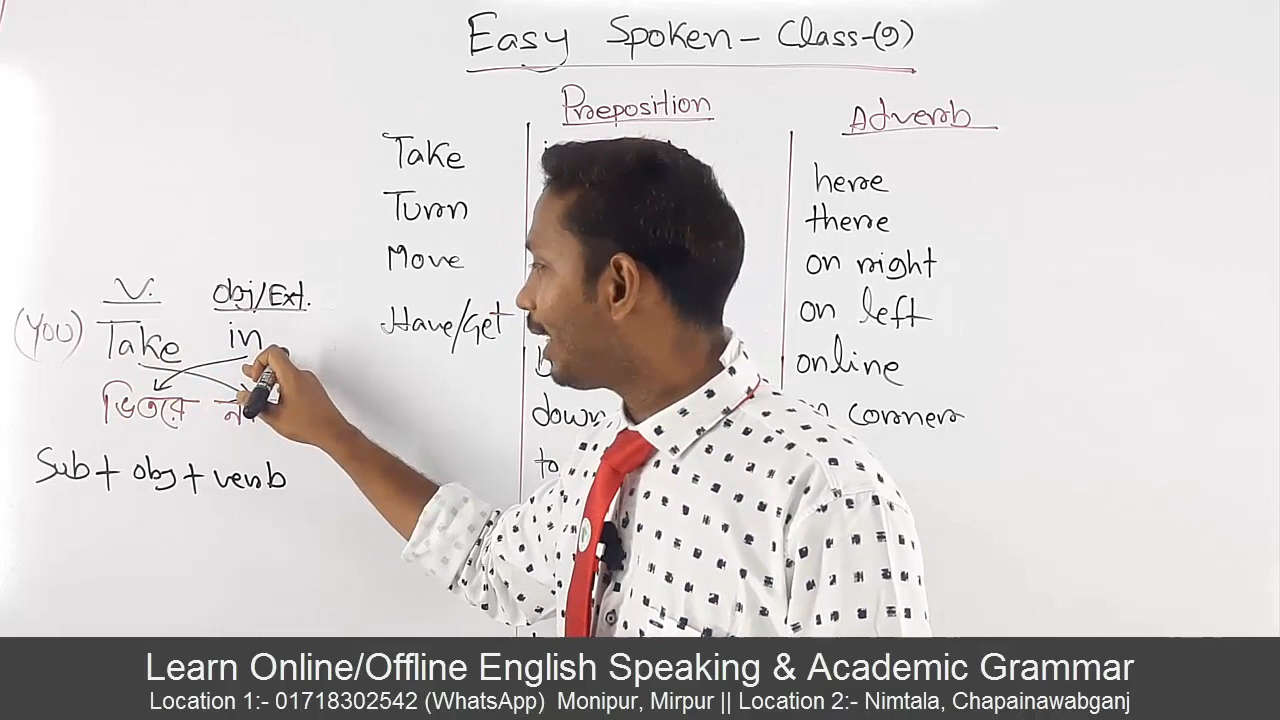 Easy Spoken - Class-(9)
Preposition
Adverb
Take
Turn
Move
Have/Get
down
to
here
there
on right
on left
online
corner
V. obj/Ext.
(You) Take in
ভিতরে
Sub + obj + verb
Learn Online/Offline English Speaking & Academic Grammar
Location 1:- 01718302542 (WhatsApp) Monipur, Mirpur || Location 2:- Nimtala, Chapainawabganj